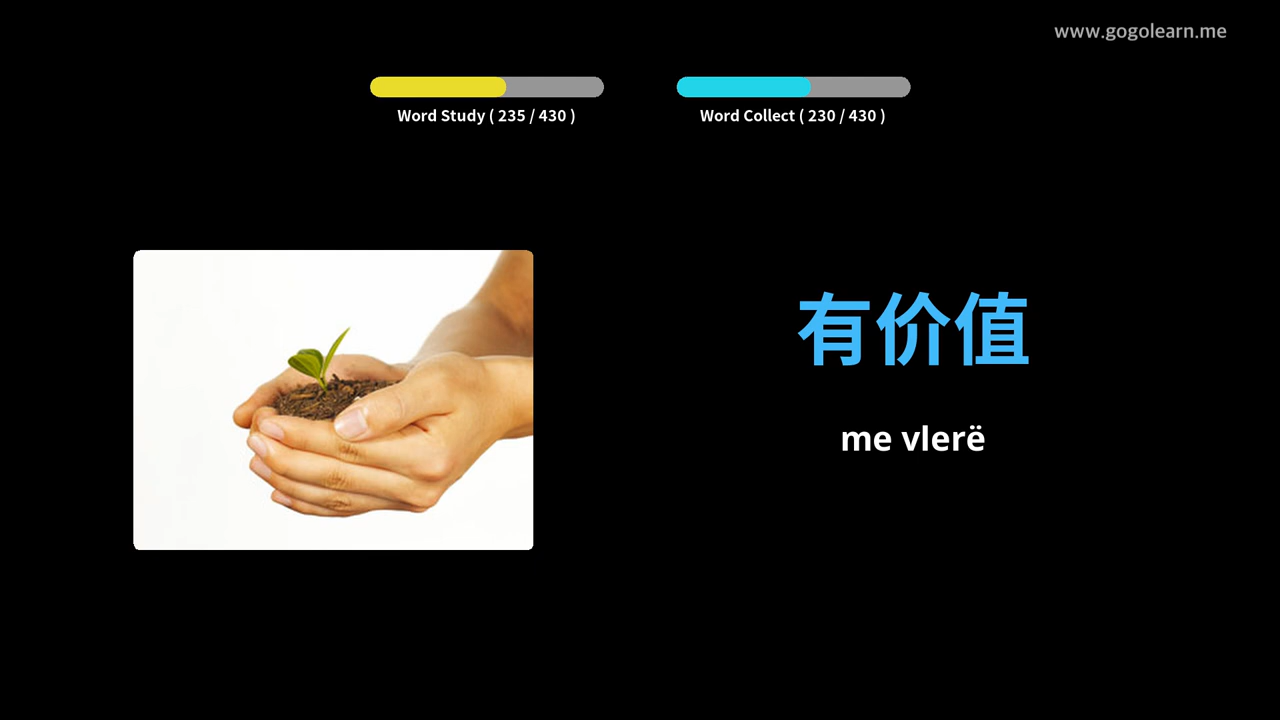 www.gogolearn.me
Word Study ( 235 / 430 )
Word Collect ( 230 / 430 )
有价值
me vlerë